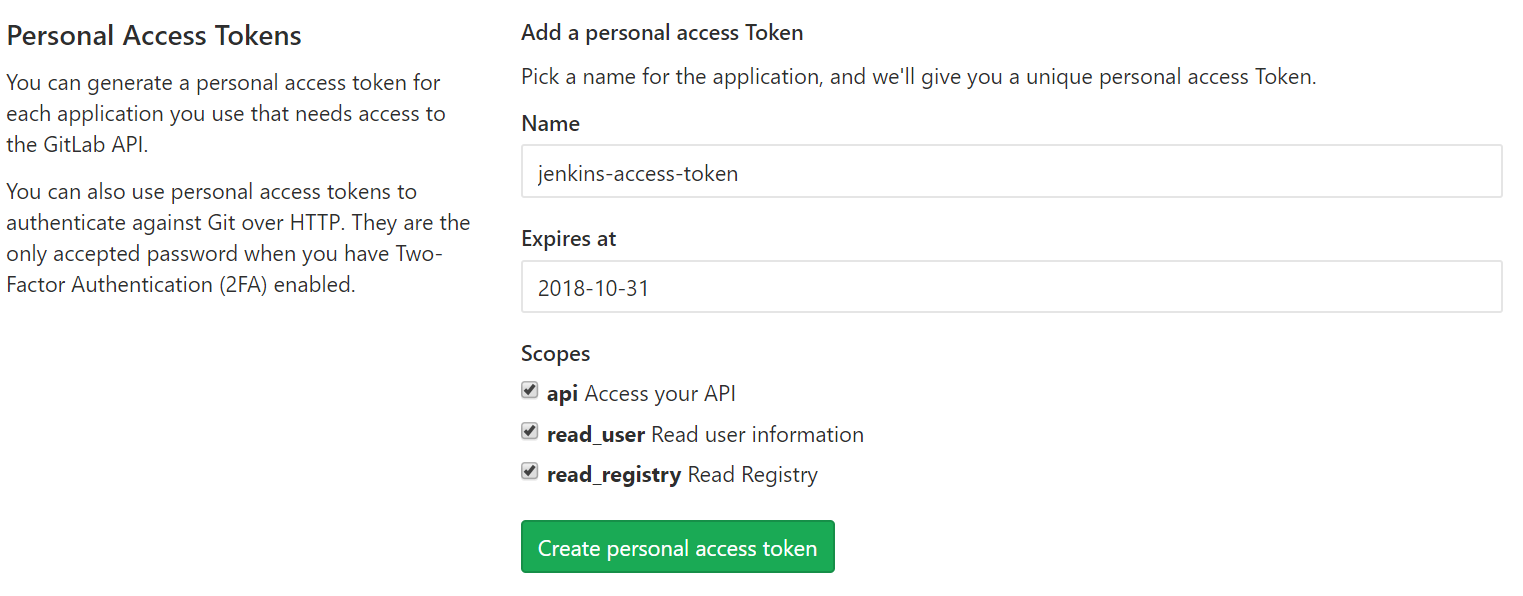 Personal Access Tokens
You can generate a personal access token for
each application you use that needs access to
the GitLab API.
You can also use personal access tokens to
authenticate against Git over HTTP. They are the
only accepted password when you have Two-
Factor Authentication (2FA) enabled.
Add a personal access Token
Pick a name for the application, and we'll give you a unique personal access Token.
Name
jenkins-access-token
Expires at
2018-10-31
Scopes
api Access your API
read_user Read user information
read_registry Read Registry
Create personal access token